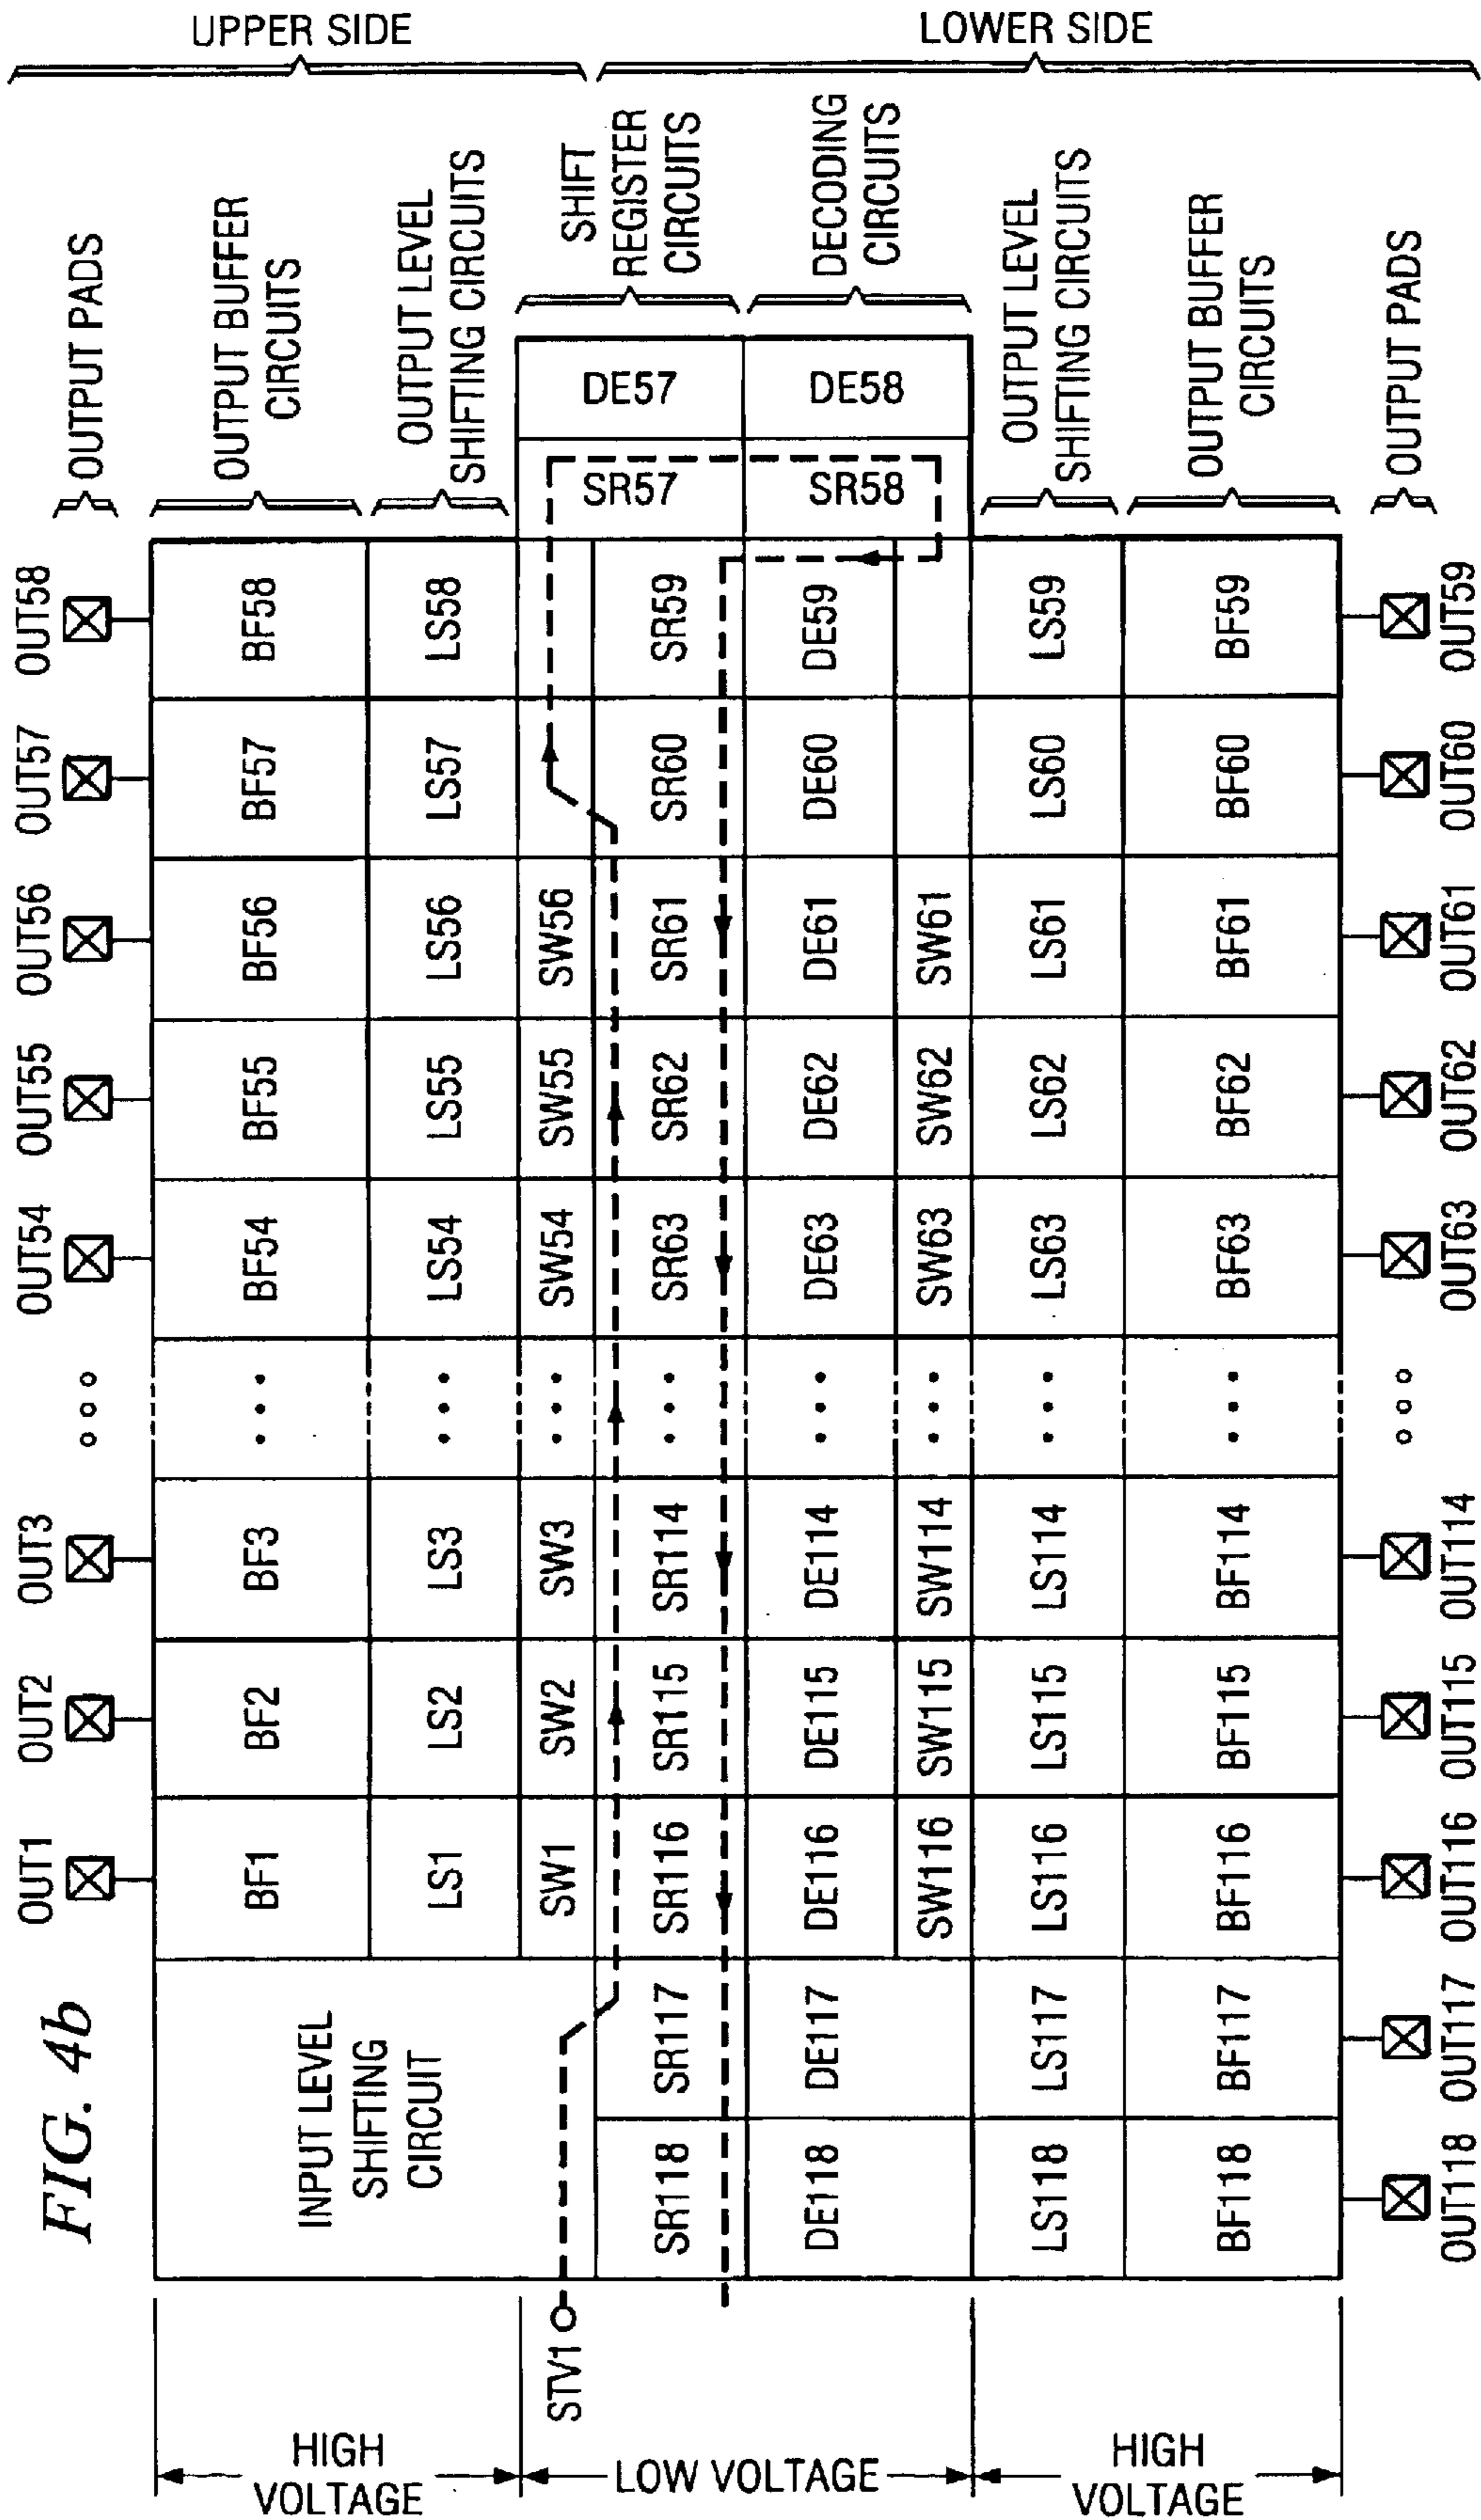 FIG. 4b
UPPER SIDE
LOWER SIDE
OUTPUT PADS
OUTPUT BUFFER
CIRCUITS
OUTPUT LEVEL
SHIFTING CIRCUITS
SHIFT
REGISTER
CIRCUITS
DECODING
CIRCUITS
OUTPUT LEVEL
SHIFTING CIRCUITS
OUTPUT BUFFER
CIRCUITS
OUTPUT PADS
OUT1 OUT2 OUT3 OUT54 OUT55 OUT56 OUT57 OUT58
BF1 BF2 BF3 BF54 BF55 BF56 BF57 BF58
LS1 LS2 LS3 LS54 LS55 LS56 LS57 LS58
SW1 SW2 SW3 SW54 SW55 SW56
INPUT LEVEL
SHIFTING
CIRCUIT
SR118 SR117 SR116 SR115 SR114 SR63 SR62 SR61 SR60 SR59 SR57 DE57
DE118 DE117 DE116 DE115 DE114 DE63 DE62 DE61 DE60 DE59 SR58 DE58
SW116 SW115 SW114 SW63 SW62 SW61
LS118 LS117 LS116 LS115 LS114 LS63 LS62 LS61 LS60 LS59
BF118 BF117 BF116 BF115 BF114 BF63 BF62 BF61 BF60 BF59
OUT118 OUT117 OUT116 OUT115 OUT114 OUT63 OUT62 OUT61 OUT60 OUT59
HIGH
VOLTAGE
STV1
LOW VOLTAGE
HIGH
VOLTAGE